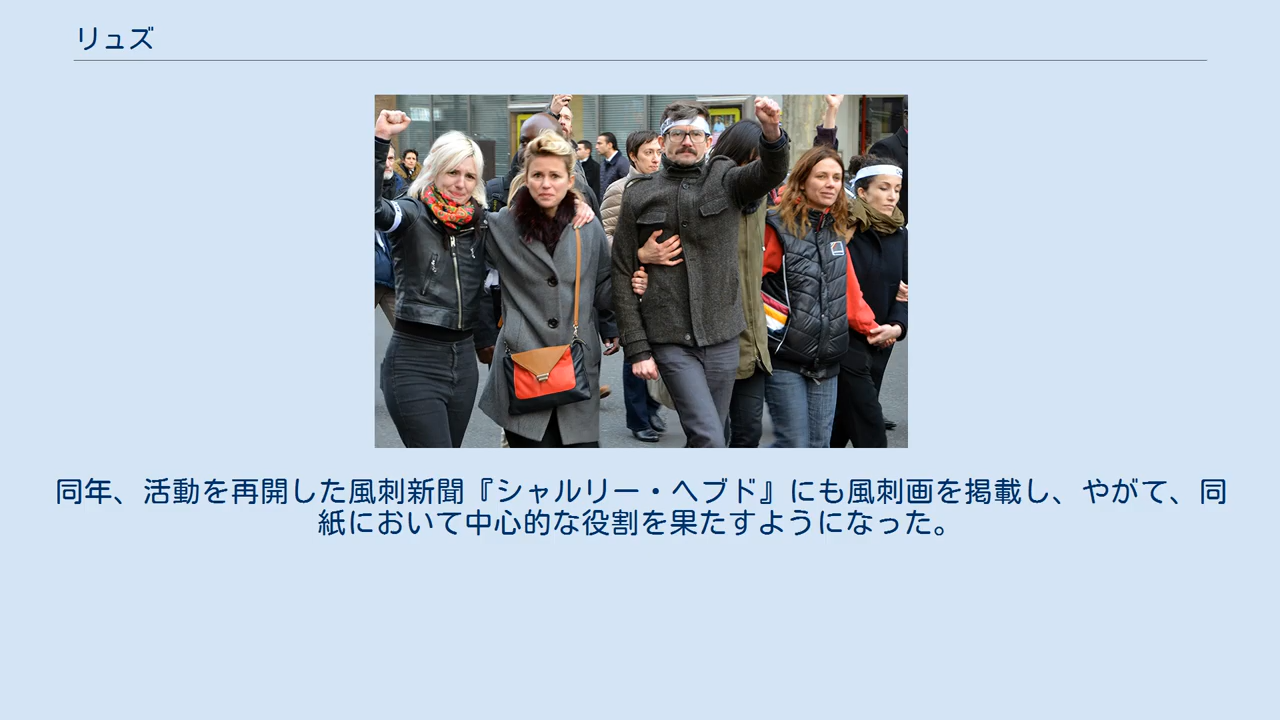 リュズ
同年、活動を再開した風刺新聞『シャルリー・ヘブド』にも風刺画を掲載し、やがて、同
紙において中心的な役割を果たすようになった。